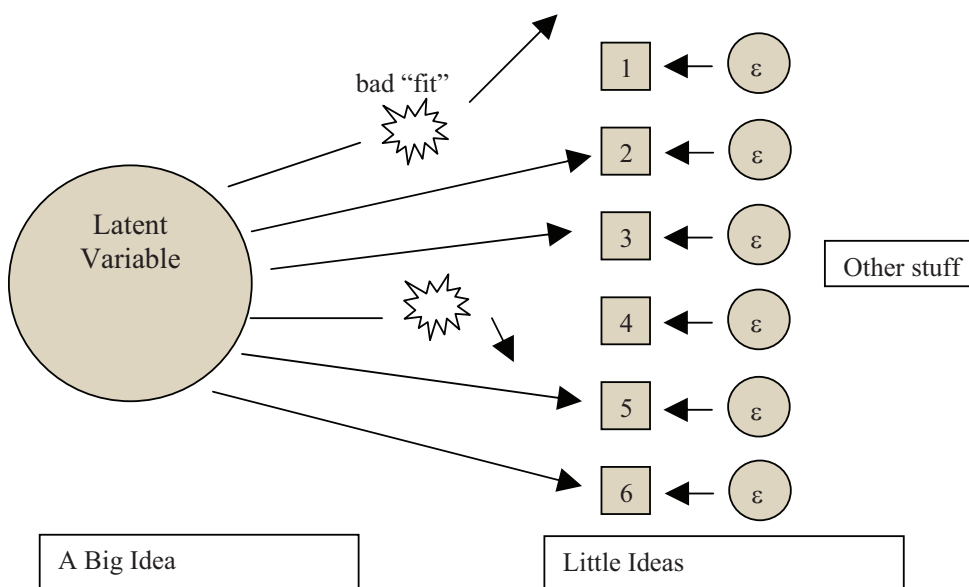 bad “fit”
Latent
Variable
1
ε
2
ε
3
ε
4
ε
5
ε
6
ε
Other stuff
A Big Idea
Little Ideas